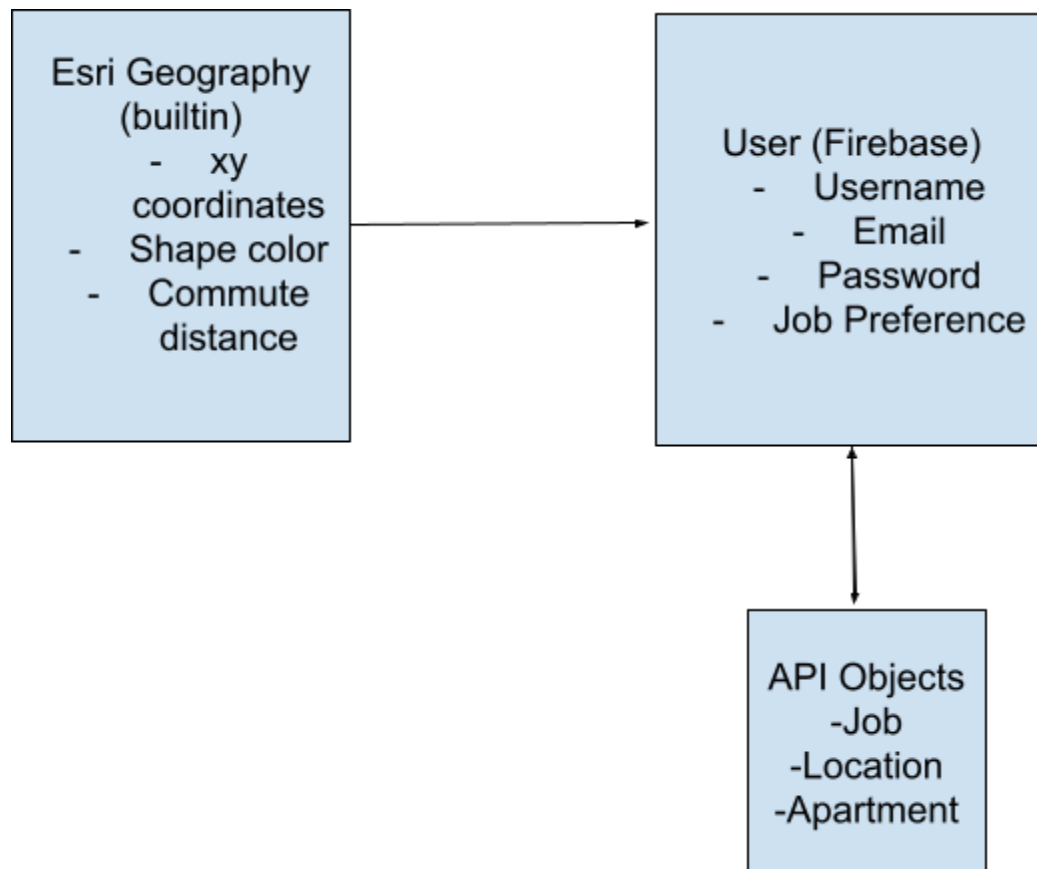 Esri Geography
(builtin)
- xy
coordinates
- Shape color
- Commute
distance
User (Firebase)
- Username
- Email
- Password
- Job Preference
API Objects
-Job
-Location
-Apartment